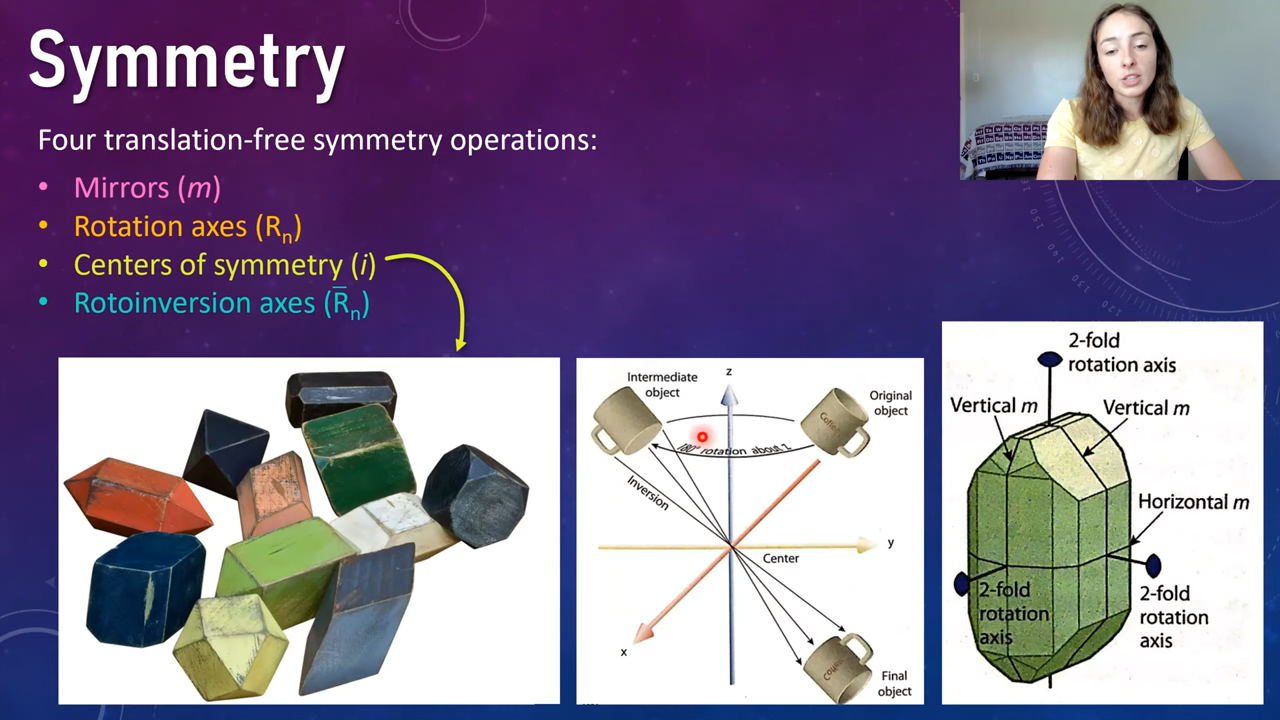 Symmetry
Four translation-free symmetry operations:
• Mirrors (m)
• Rotation axes (Rn)
• Centers of symmetry (i)
• Rotoinversion axes (R̅n)
Intermediate
object
Original
object
Coffee
180° rotation about z
Inversion
z
y
x
Center
Final
object
2-fold
rotation axis
Vertical m
Vertical m
Horizontal m
2-fold
rotation
axis
2-fold
rotation
axis